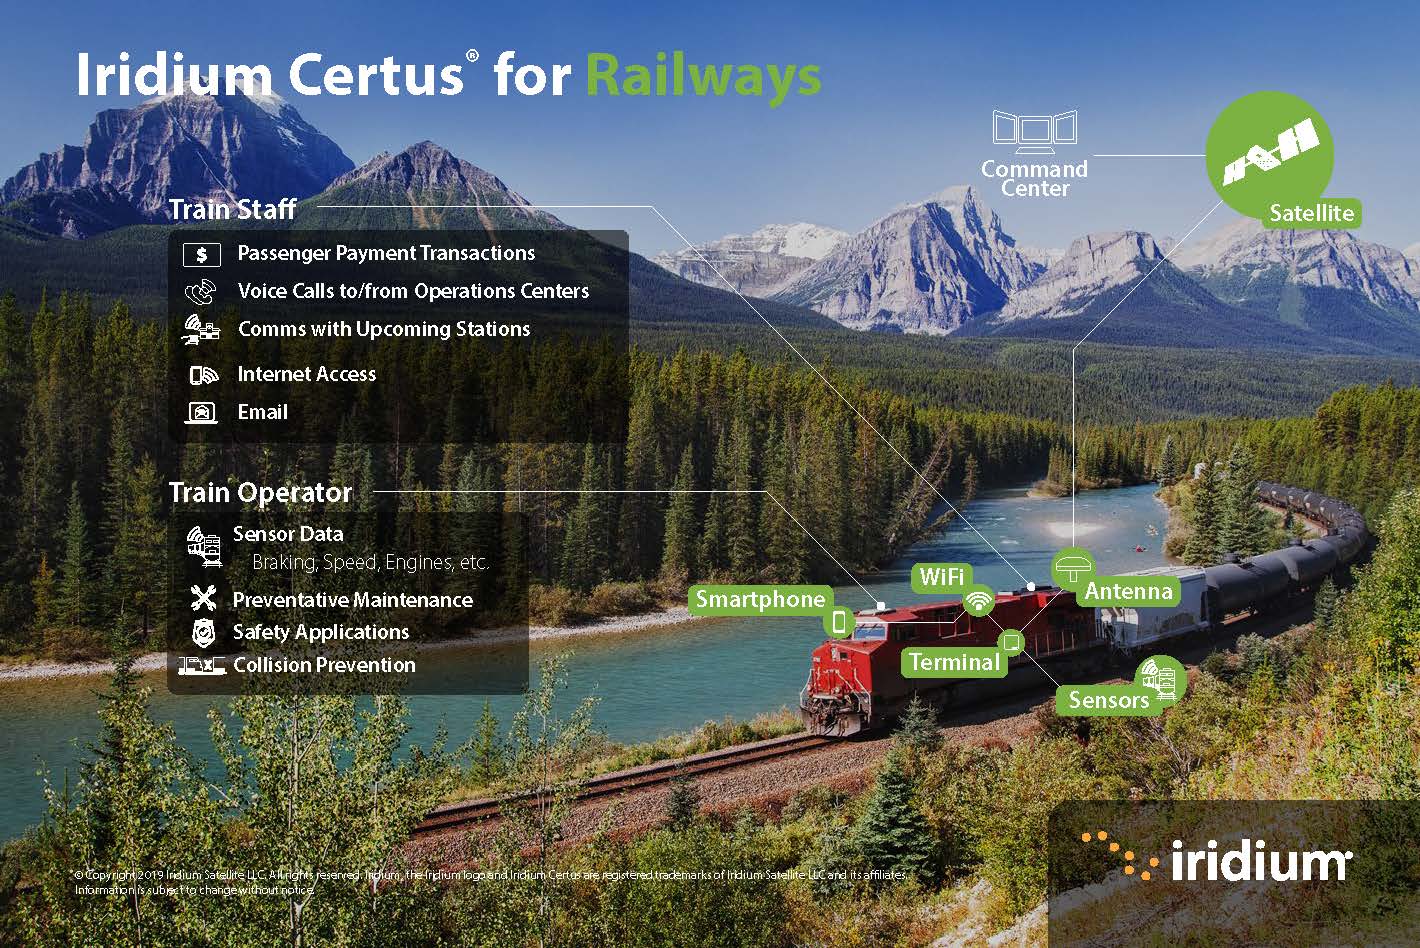 Iridium Certus® for Railways
Command
Center
Satellite
Train Staff
$ Passenger Payment Transactions
Voice Calls to/from Operations Centers
Comms with Upcoming Stations
Internet Access
Email
Train Operator
Sensor Data
Braking, Speed, Engines, etc.
Preventative Maintenance
Safety Applications
Collision Prevention
WiFi
Smartphone
Antenna
Terminal
Sensors
iridium
© Copyright 2019 Iridium Satellite LLC. All rights reserved. Iridium, the Iridium logo and Iridium Certus are registered trademarks of Iridium Satellite LLC and its affiliates.
Information is subject to change without notice.